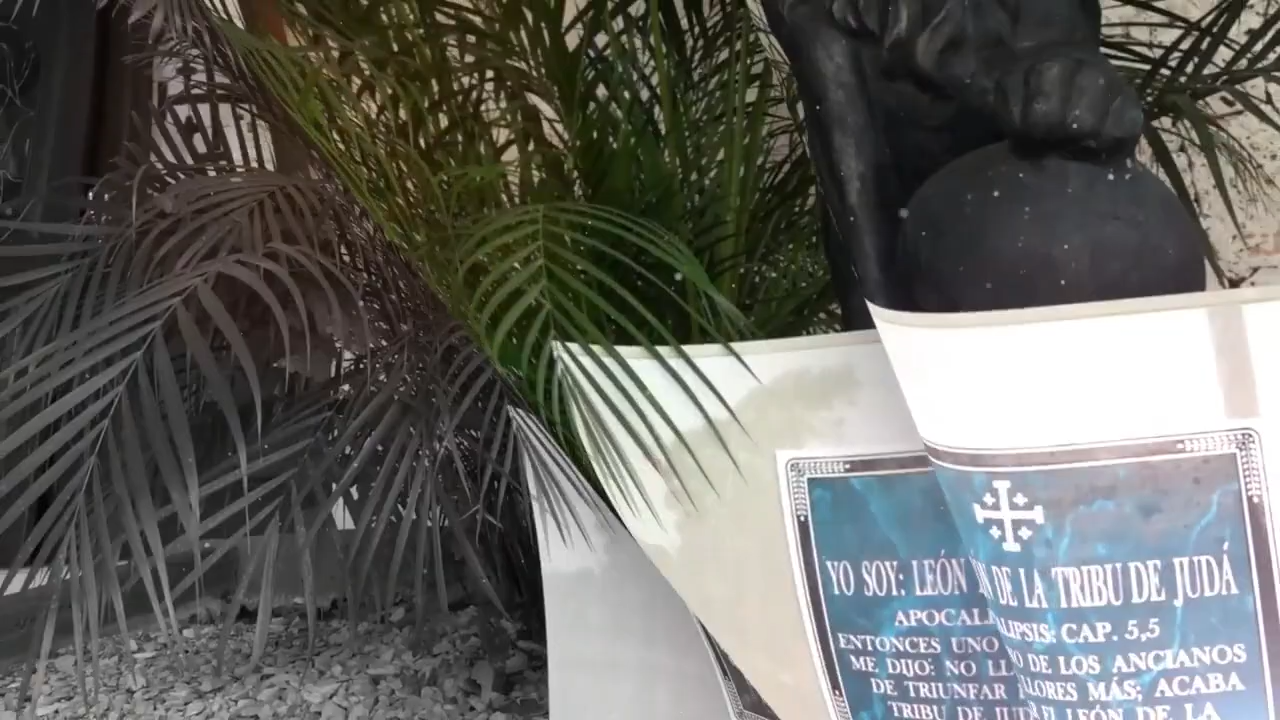 YO SOY: LEÓN DE LA TRIBU DE JUDÁ
APOCALIPSIS: CAP. 5,5
ENTONCES UNO DE LOS ANCIANOS
ME DIJO: NO LLORES MÁS; ACABA
DE TRIUNFAR EL LEÓN DE LA
TRIBU DE